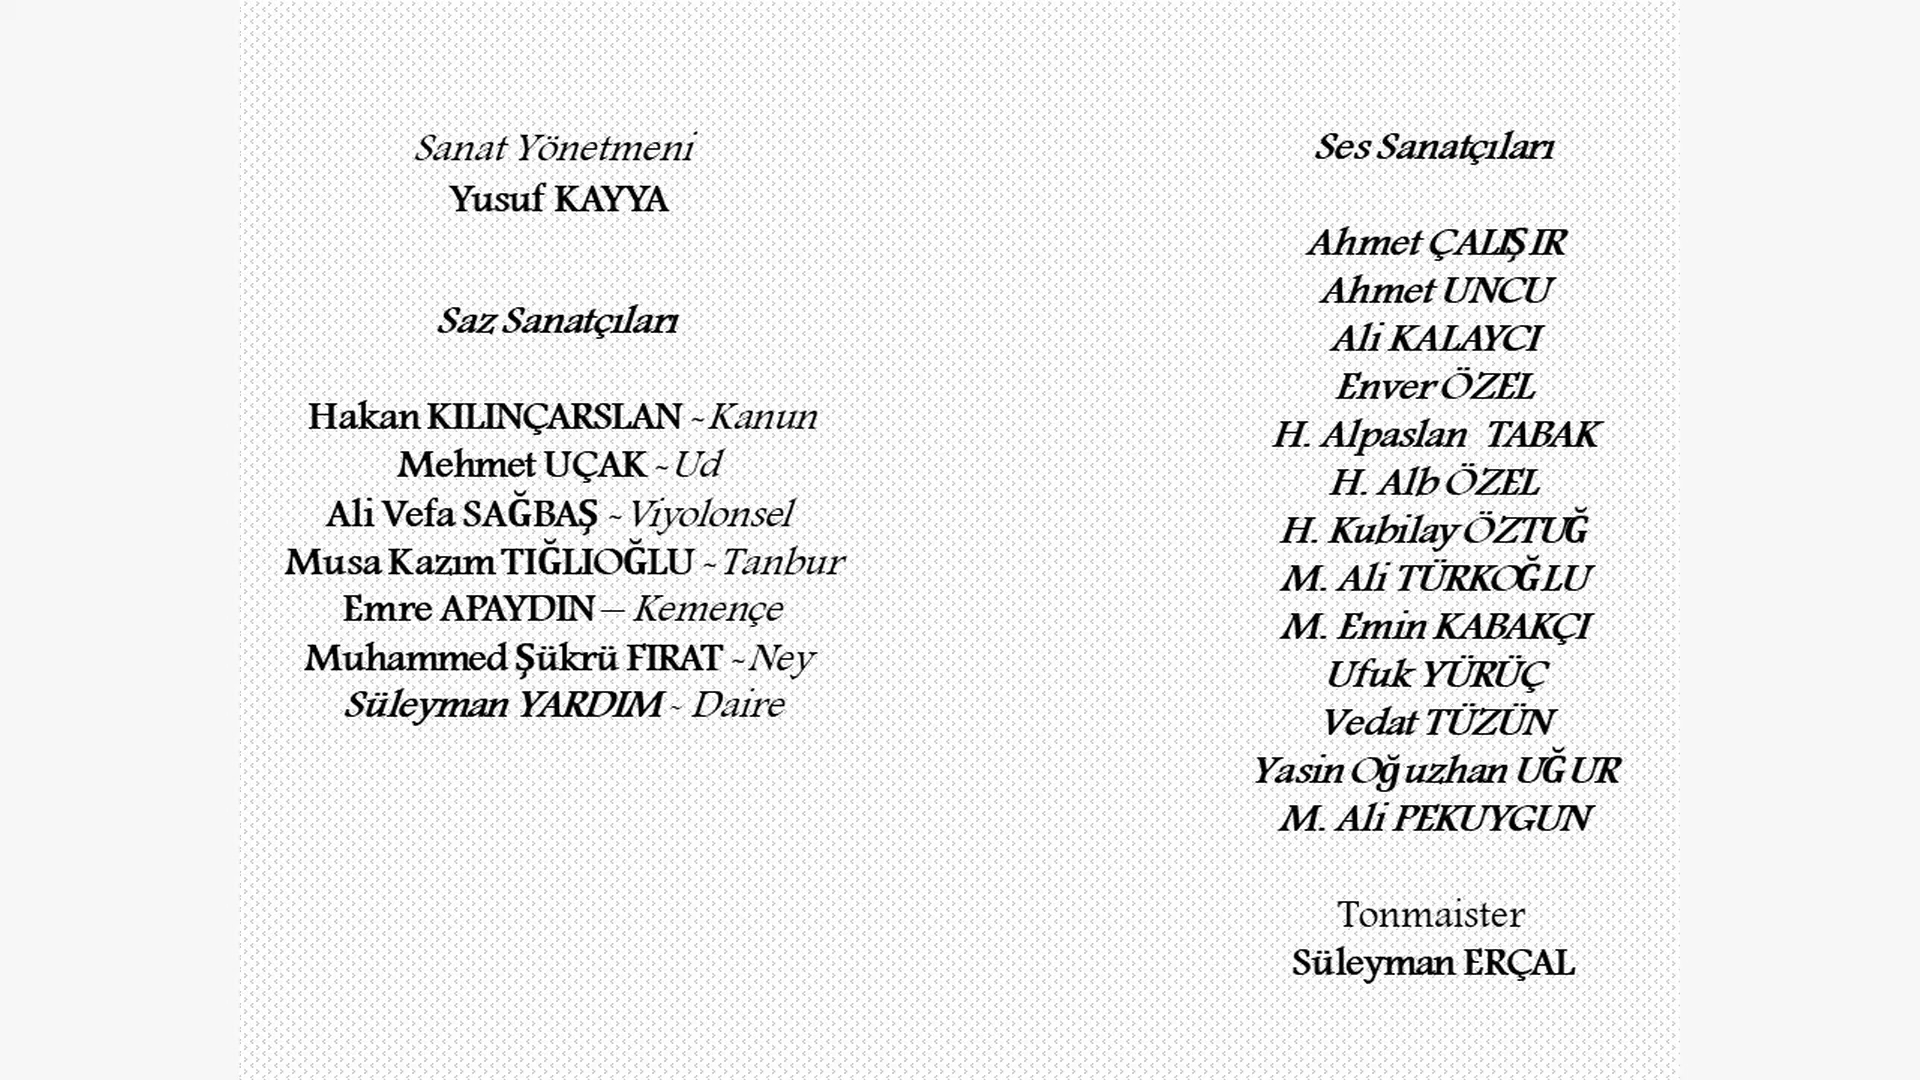 Sanat Yönetmeni
Yusuf KAYYA
Saz Sanatçıları
Hakan KILINÇARSLAN ~ Kanun
Mehmet UÇAK ~ Ud
Ali Vefa SAĞBAŞ ~ Viyolonsel
Musa Kazım TIĞLIOĞLU ~ Tanbur
Emre APAYDIN – Kemençe
Muhammed Şükrü FIRAT ~ Ney
Süleyman YARDIM ~ Daire
Ses Sanatçıları
Ahmet ÇALIŞIR
Ahmet UNCU
Ali KALAYCI
Enver ÖZEL
H. Alpaslan TABAK
H. Alb ÖZEL
H. Kubilay ÖZTUĞ
M. Ali TÜRKOĞLU
M. Emin KABAKÇI
Ufuk YÜRÜÇ
Vedat TÜZÜN
Yasin Oğuzhan UĞUR
M. Ali PEKUYGUN
Tonmaister
Süleyman ERÇAL